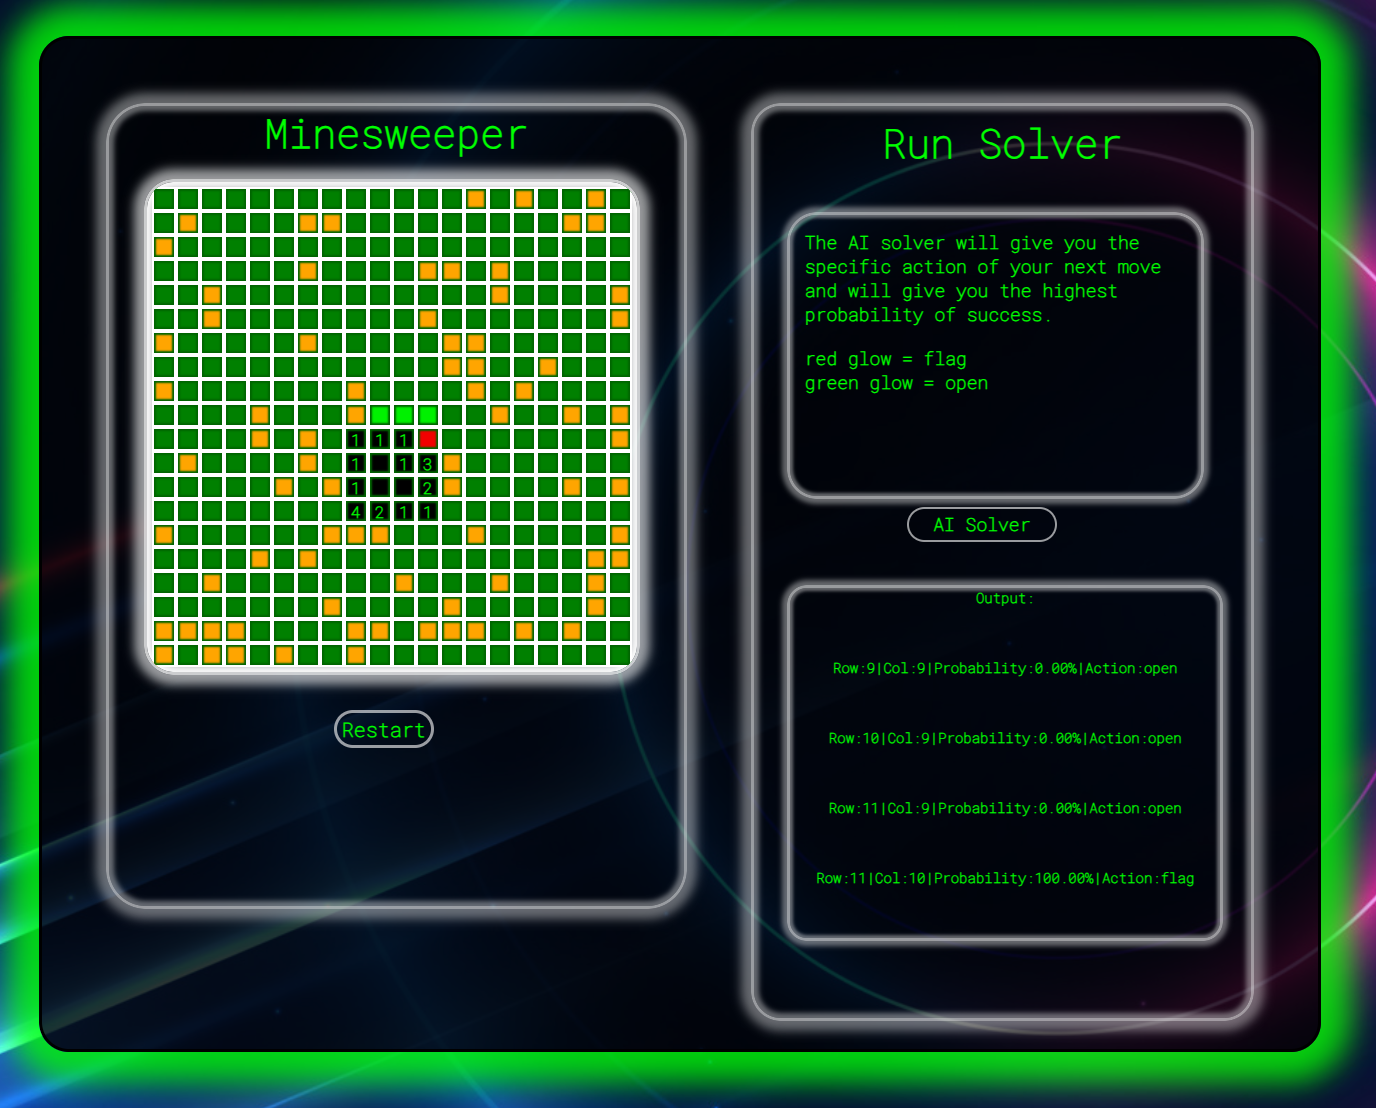 Minesweeper
1 1 1
1 1 3
1 2
4 2 1 1
Restart
Run Solver
The AI solver will give you the
specific action of your next move
and will give you the highest
probability of success.
red glow = flag
green glow = open
AI Solver
Output:
Row:9|Col:9|Probability:0.00%|Action:open
Row:10|Col:9|Probability:0.00%|Action:open
Row:11|Col:9|Probability:0.00%|Action:open
Row:11|Col:10|Probability:100.00%|Action:flag